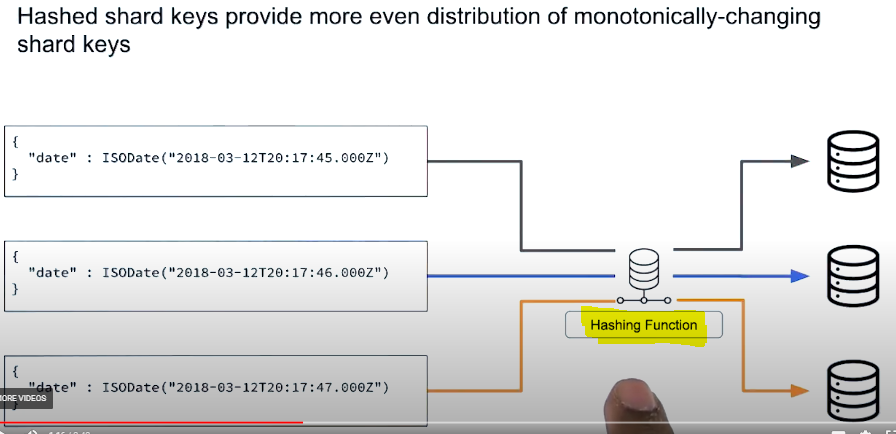 Hashed shard keys provide more even distribution of monotonically-changing
shard keys
{
"date" : ISODate("2018-03-12T20:17:45.000Z")
}
{
"date" : ISODate("2018-03-12T20:17:46.000Z")
}
Hashing Function
{
"date" : ISODate("2018-03-12T20:17:47.000Z")
}
MORE VIDEOS